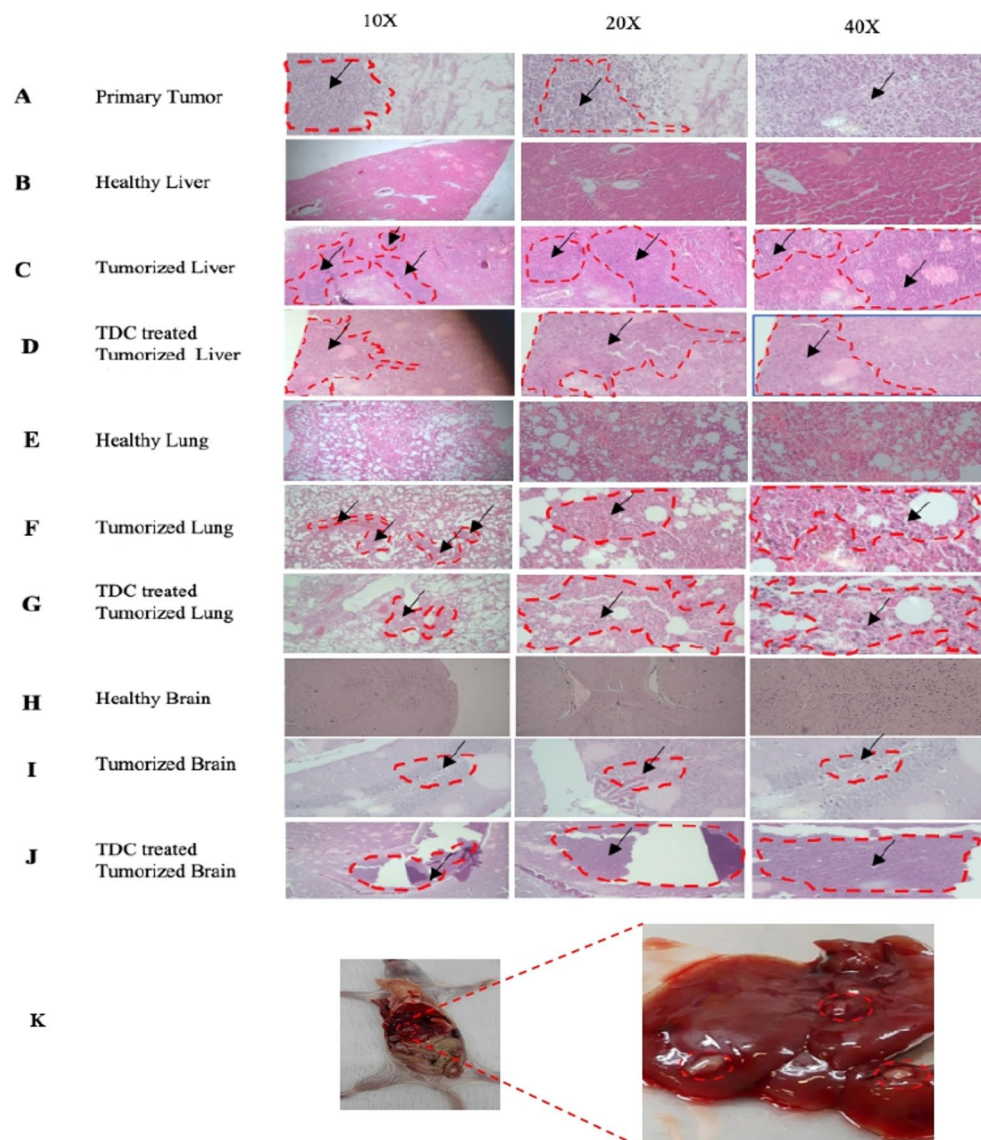 10X 20X 40X
A Primary Tumor
B Healthy Liver
C Tumorized Liver
D TDC treated
Tumorized Liver
E Healthy Lung
F Tumorized Lung
G TDC treated
Tumorized Lung
H Healthy Brain
I Tumorized Brain
J TDC treated
Tumorized Brain
K